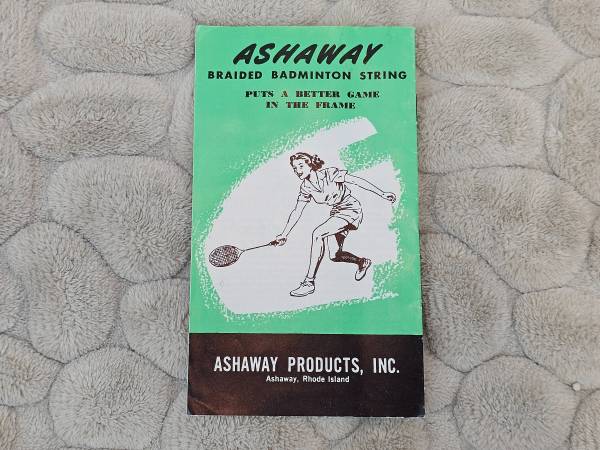 ASHAWAY
BRAIDED BADMINTON STRING
PUTS A BETTER GAME
IN THE FRAME
ASHAWAY PRODUCTS, INC.
Ashaway, Rhode Island